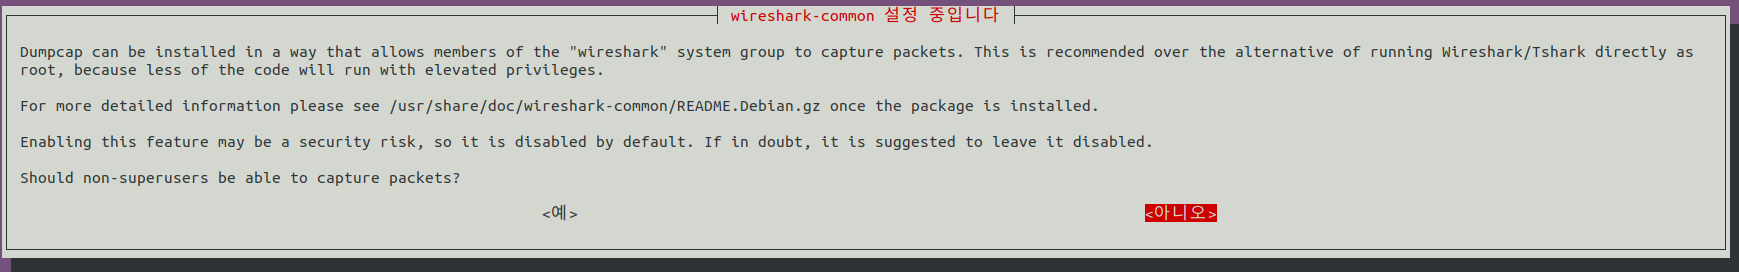 wireshark-common 설정 중입니다
Dumpcap can be installed in a way that allows members of the "wireshark" system group to capture packets. This is recommended over the alternative of running Wireshark/Tshark directly as
root, because less of the code will run with elevated privileges.
For more detailed information please see /usr/share/doc/wireshark-common/README.Debian.gz once the package is installed.
Enabling this feature may be a security risk, so it is disabled by default. If in doubt, it is suggested to leave it disabled.
Should non-superusers be able to capture packets?
<예> <아니오>